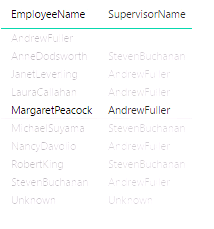 EmployeeName SupervisorName
AndrewFuller
AnneDodsworth StevenBuchanan
JanetLeverling AndrewFuller
LauraCallahan AndrewFuller
MargaretPeacock AndrewFuller
MichaelSuyama StevenBuchanan
NancyDavolio AndrewFuller
RobertKing StevenBuchanan
StevenBuchanan AndrewFuller
Unknown Unknown